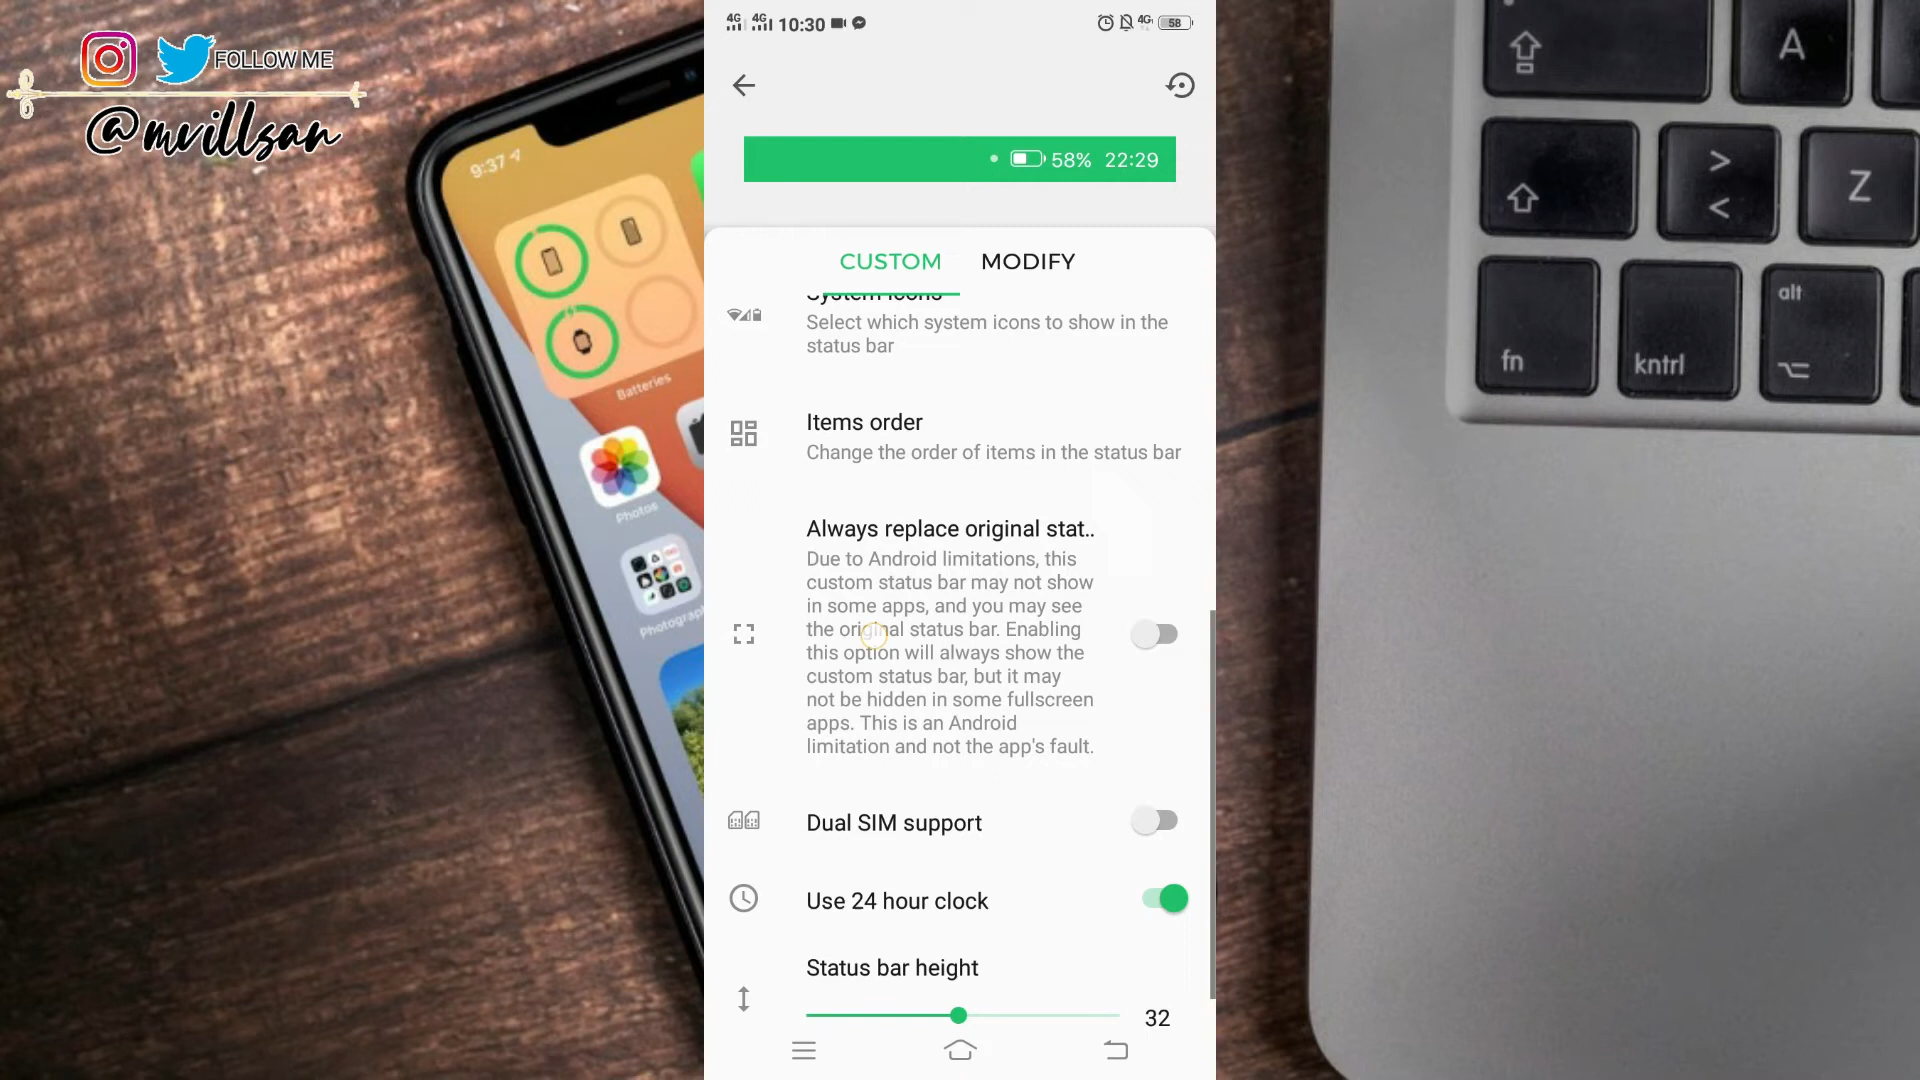 FOLLOW ME
@mvillsan
9:37
Batteries
Photos
4G 4G 10:30
4G 58
58% 22:29
CUSTOM MODIFY
System icons
Select which system icons to show in the
status bar
Items order
Change the order of items in the status bar
Always replace original stat..
Due to Android limitations, this
custom status bar may not show
in some apps, and you may see
the original status bar. Enabling
this option will always show the
custom status bar, but it may
not be hidden in some fullscreen
apps. This is an Android
limitation and not the app's fault.
Dual SIM support
Use 24 hour clock
Status bar height
32
A
>
<
Z
fn
kntrl
alt